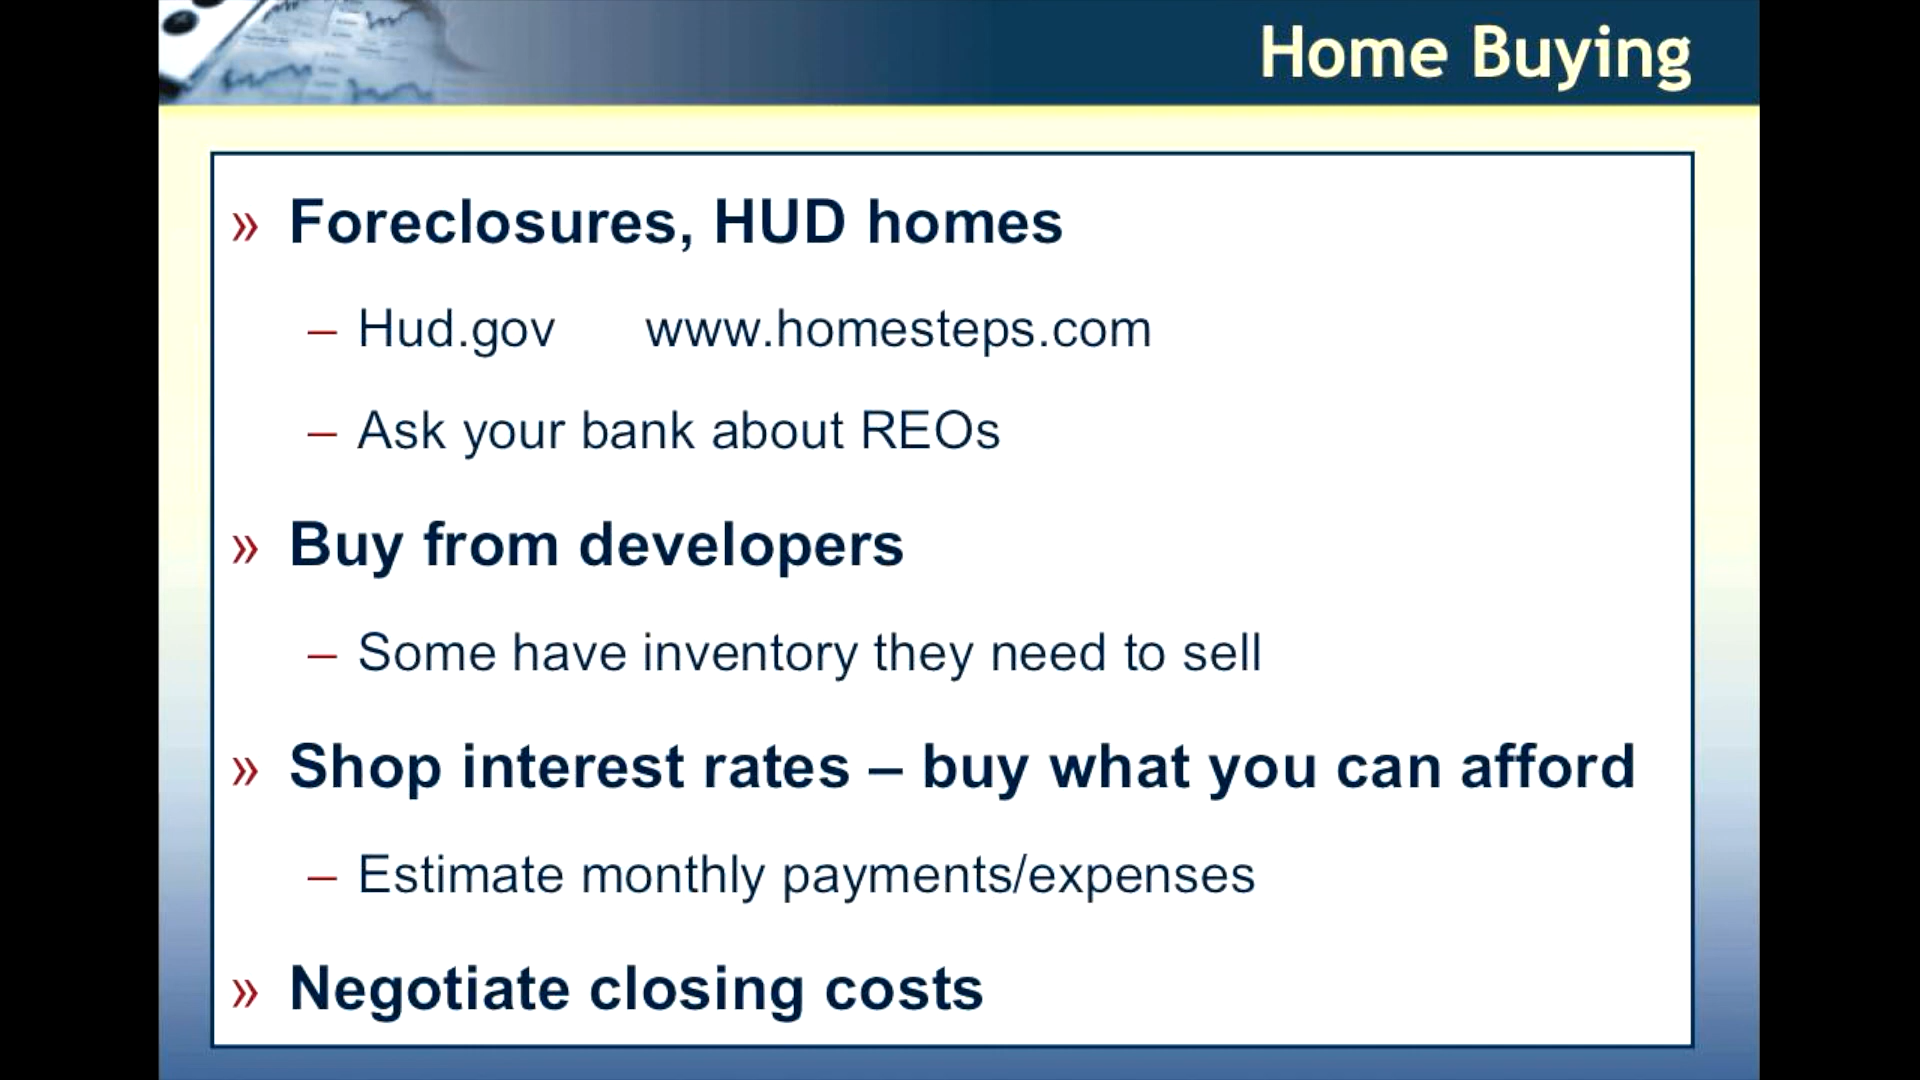 Home Buying
» Foreclosures, HUD homes
– Hud.gov www.homesteps.com
– Ask your bank about REOs
» Buy from developers
– Some have inventory they need to sell
» Shop interest rates – buy what you can afford
– Estimate monthly payments/expenses
» Negotiate closing costs